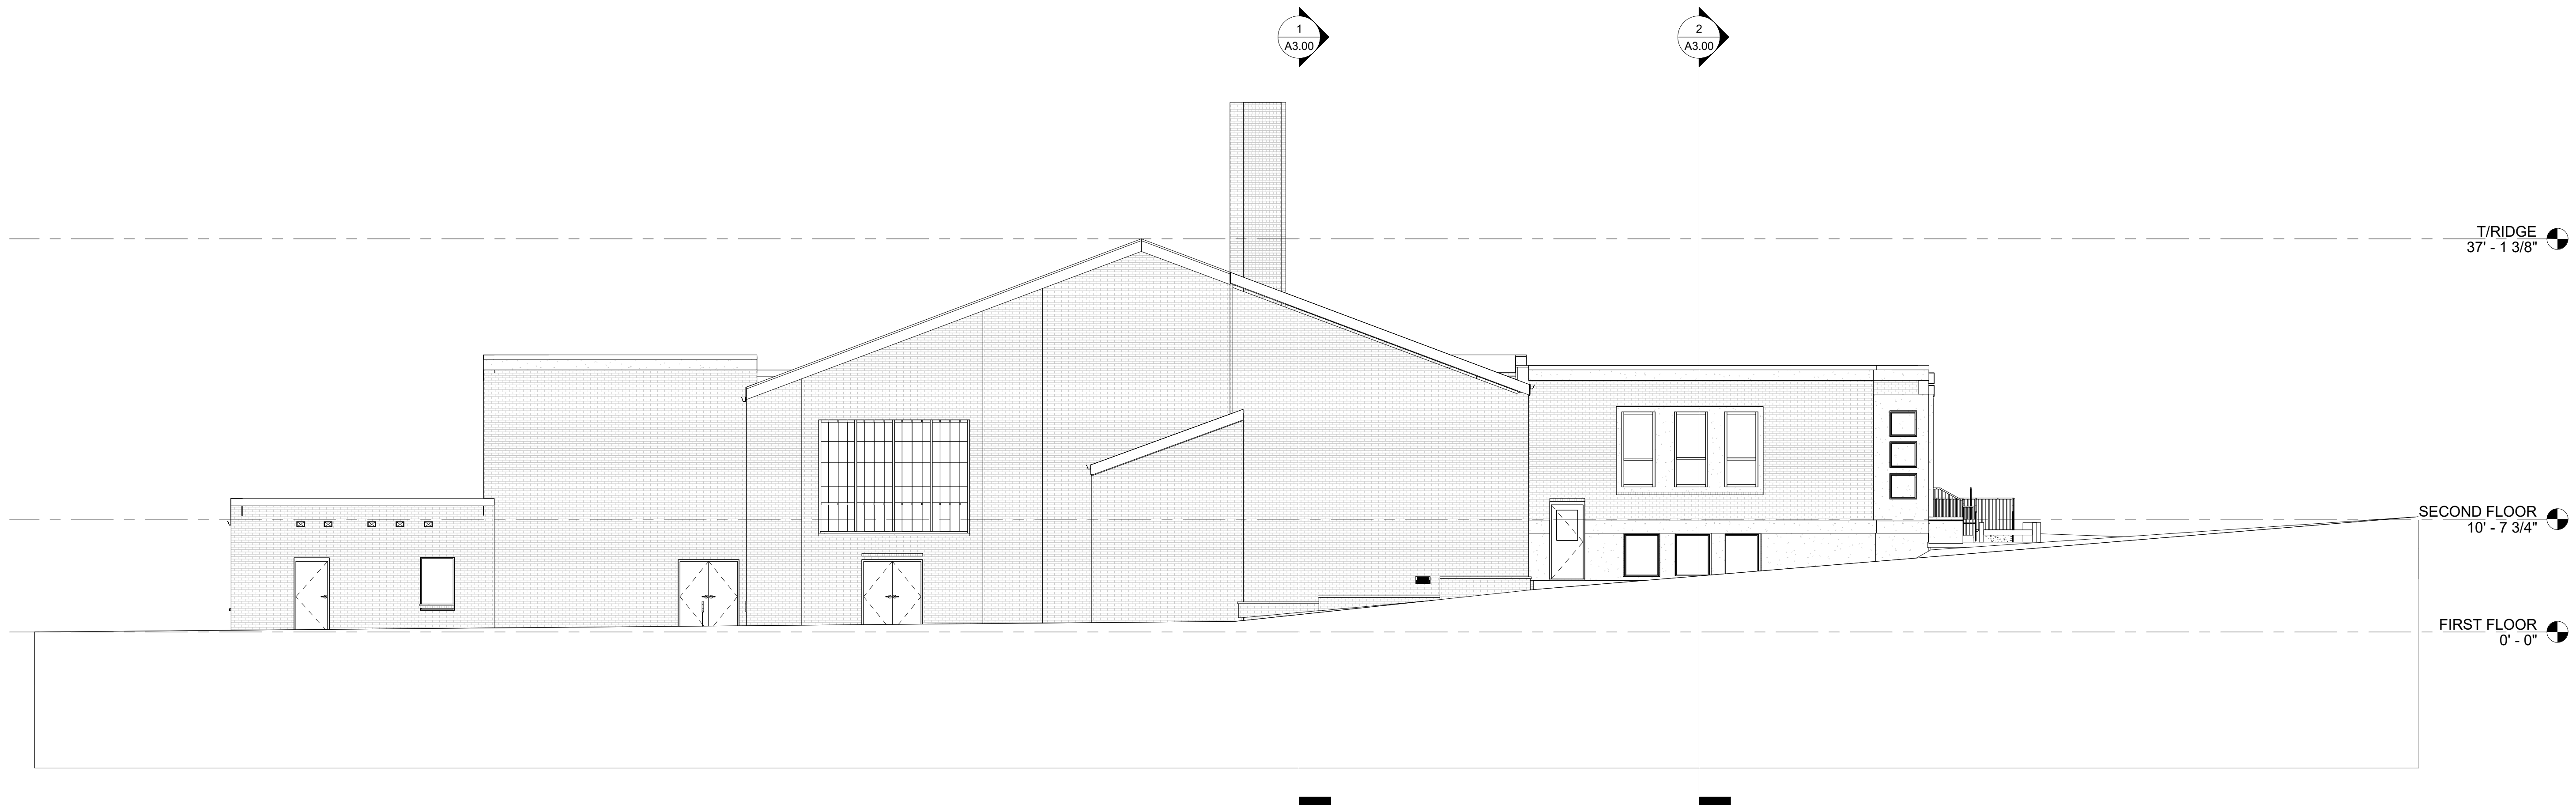 1
A3.00
2
A3.00
T/RIDGE
37' - 1 3/8"
SECOND FLOOR
10' - 7 3/4"
FIRST FLOOR
0' - 0"